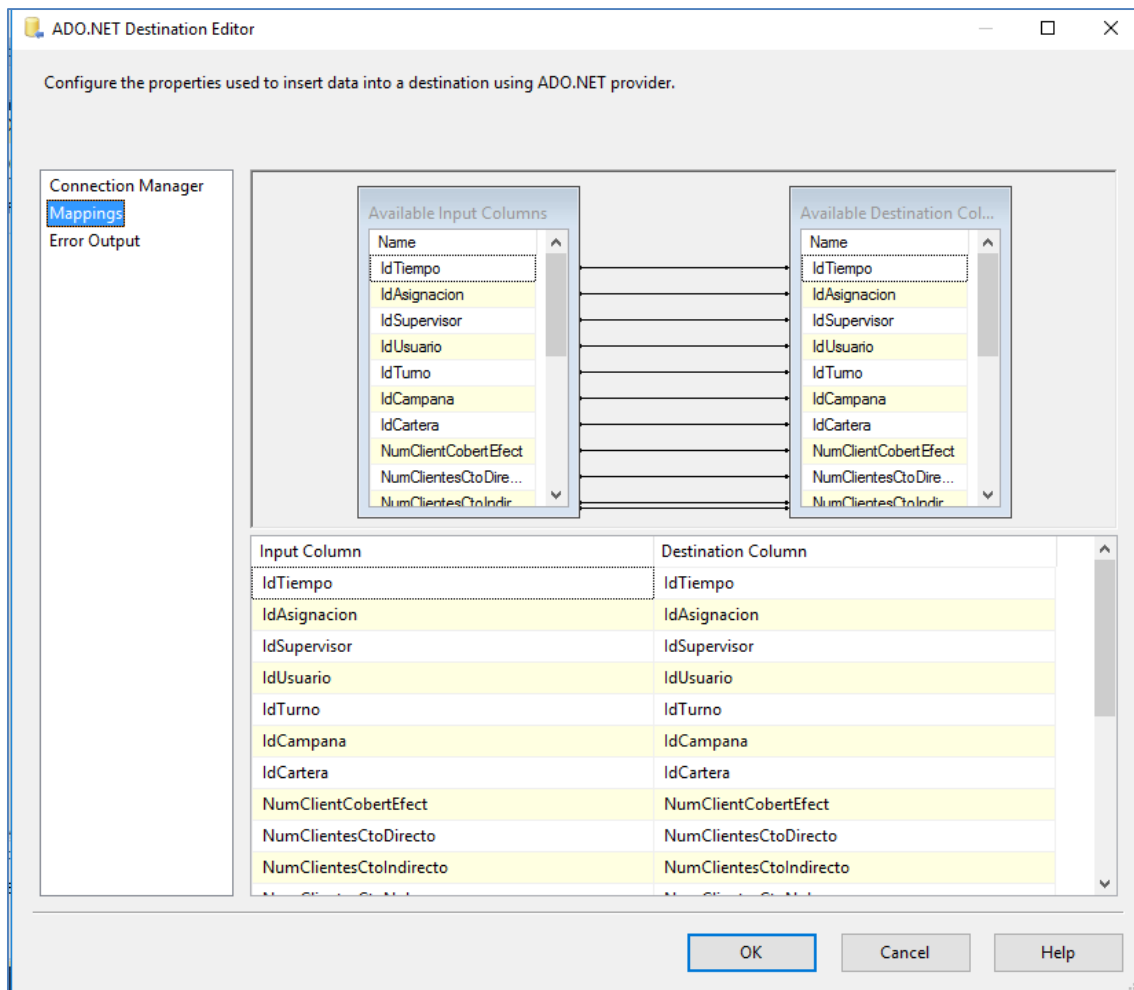 ADO.NET Destination Editor
Configure the properties used to insert data into a destination using ADO.NET provider.
Connection Manager
Mappings
Error Output
Available Input Columns
Name
IdTiempo
IdAsignacion
IdSupervisor
IdUsuario
IdTurno
IdCampana
IdCartera
NumClientCobertEfect
NumClientesCtoDire...
NumClientesCtoIndir
Available Destination Col...
Name
IdTiempo
IdAsignacion
IdSupervisor
IdUsuario
IdTurno
IdCampana
IdCartera
NumClientCobertEfect
NumClientesCtoDire...
NumClientesCtoIndir
Input Column Destination Column
IdTiempo IdTiempo
IdAsignacion IdAsignacion
IdSupervisor IdSupervisor
IdUsuario IdUsuario
IdTurno IdTurno
IdCampana IdCampana
IdCartera IdCartera
NumClientCobertEfect NumClientCobertEfect
NumClientesCtoDirecto NumClientesCtoDirecto
NumClientesCtoIndirecto NumClientesCtoIndirecto
OK Cancel Help